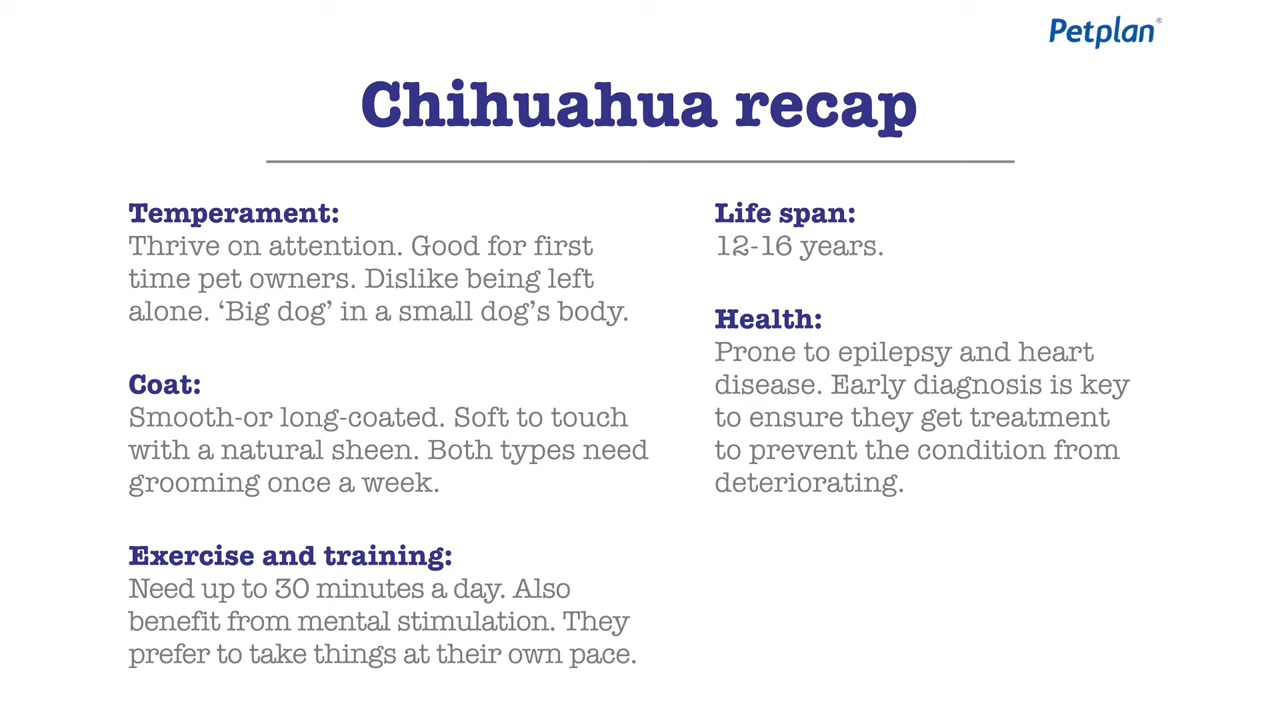 Petplan®
Chihuahua recap
Temperament:
Thrive on attention. Good for first
time pet owners. Dislike being left
alone. ‘Big dog’ in a small dog’s body.
Coat:
Smooth-or long-coated. Soft to touch
with a natural sheen. Both types need
grooming once a week.
Exercise and training:
Need up to 30 minutes a day. Also
benefit from mental stimulation. They
prefer to take things at their own pace.
Life span:
12-16 years.
Health:
Prone to epilepsy and heart
disease. Early diagnosis is key
to ensure they get treatment
to prevent the condition from
deteriorating.